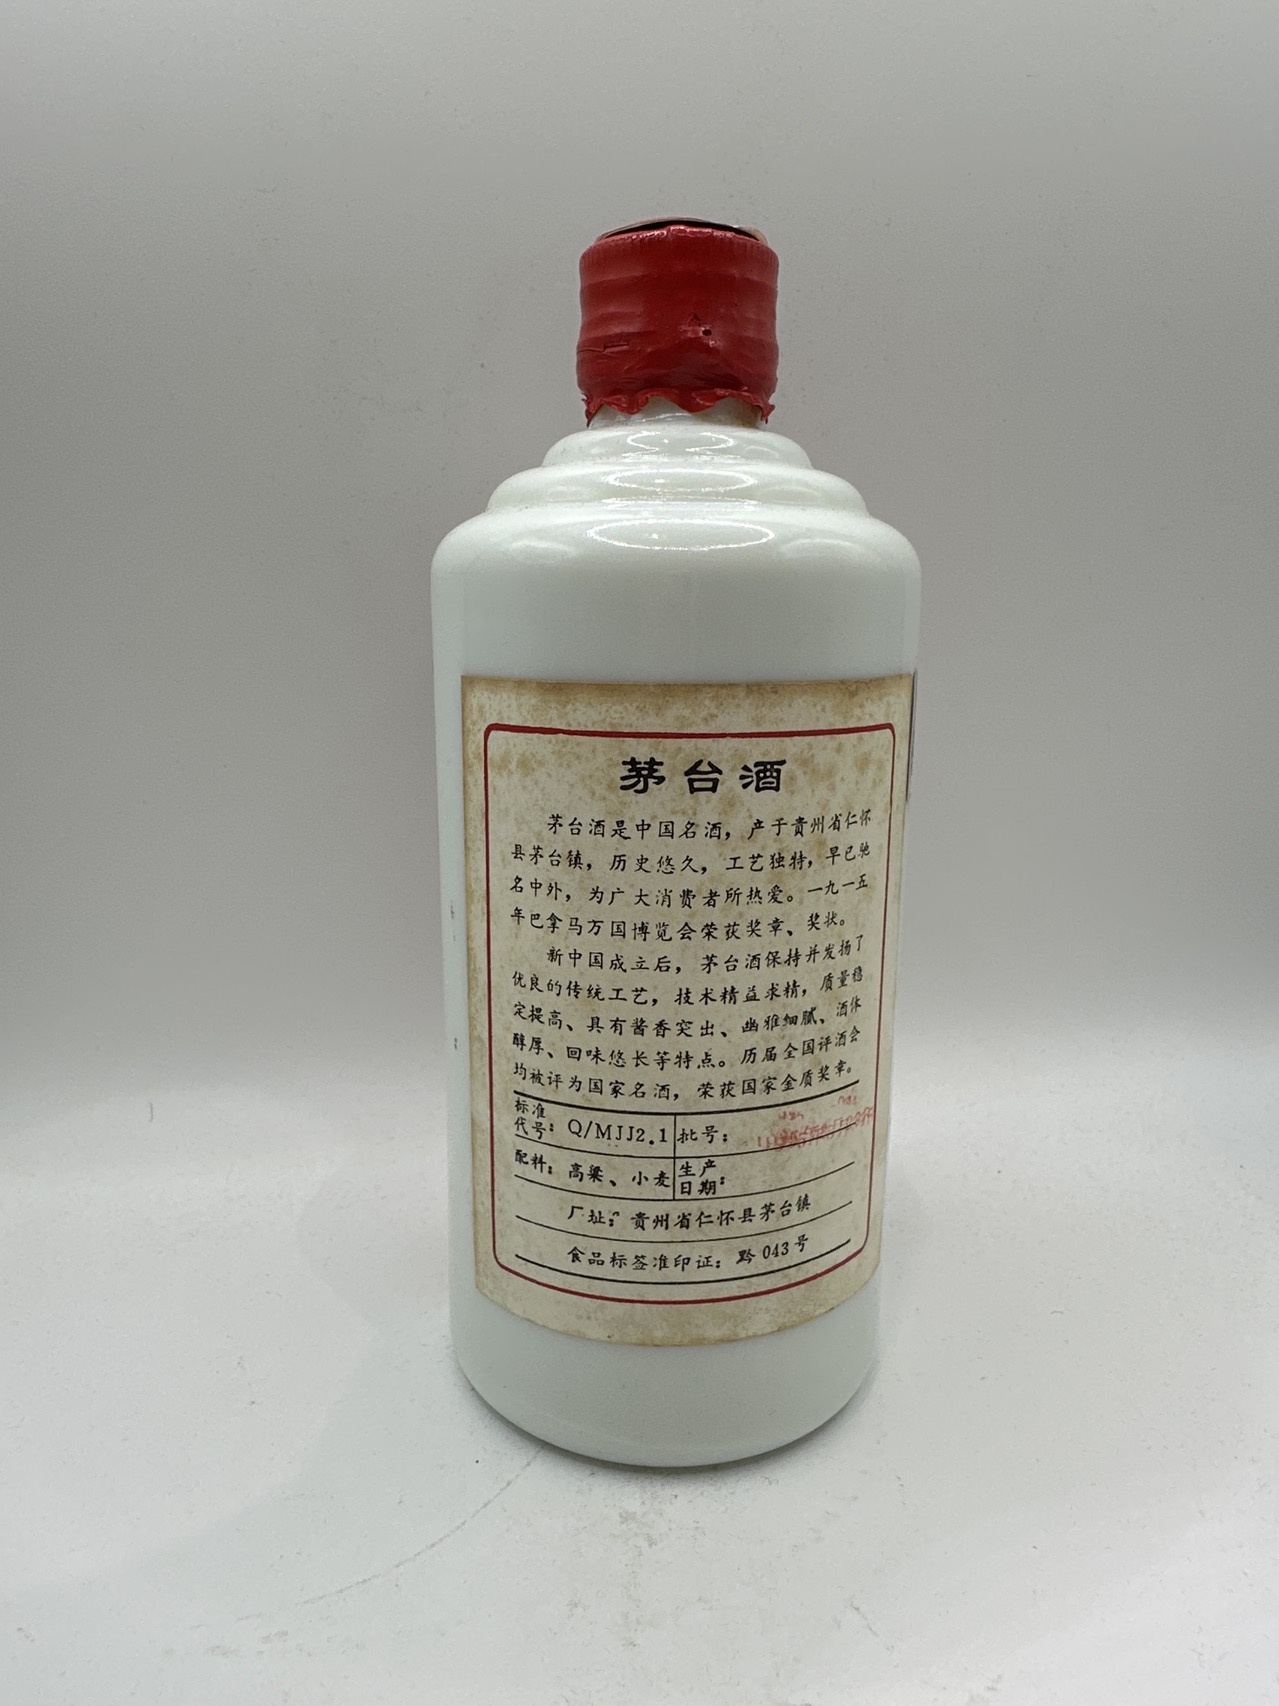 茅台酒
茅台酒是中国名酒，产于贵州省仁怀
县茅台镇，历史悠久，工艺独特，早已驰
名中外，为广大消费者所热爱。一九一五
年巴拿马万国博览会荣获奖章、奖状。
新中国成立后，茅台酒保持并发扬了
优良的传统工艺，技术精益求精，质量稳
定提高、具有酱香突出、幽雅细腻、酒体
醇厚、回味悠长等特点。历届全国评酒会
均被评为国家名酒，荣获国家金质奖章。
标准代号：Q/MJJ2.1 批号：
配料：高粱、小麦 生产日期：
厂址：贵州省仁怀县茅台镇
食品标签准印证：黔 043 号